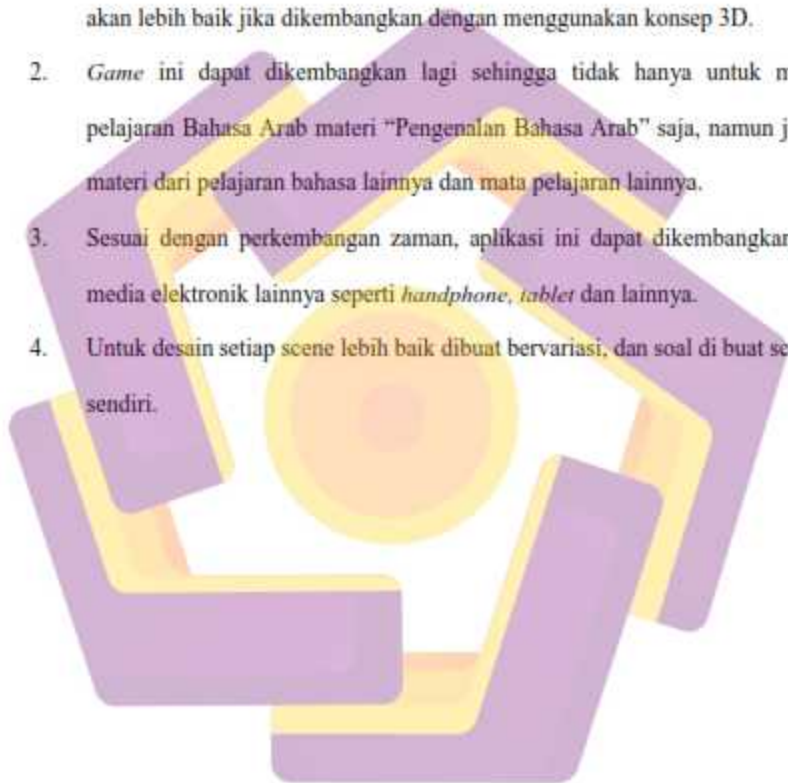 akan lebih baik jika dikembangkan dengan menggunakan konsep 3D.
2. Game ini dapat dikembangkan lagi sehingga tidak hanya untuk m
pelajaran Bahasa Arab materi “Pengenalan Bahasa Arab” saja, namun j
materi dari pelajaran bahasa lainnya dan mata pelajaran lainnya.
3. Sesuai dengan perkembangan zaman, aplikasi ini dapat dikembangkan
media elektronik lainnya seperti handphone, tablet dan lainnya.
4. Untuk desain setiap scene lebih baik dibuat bervariasi, dan soal di buat sc
sendiri.